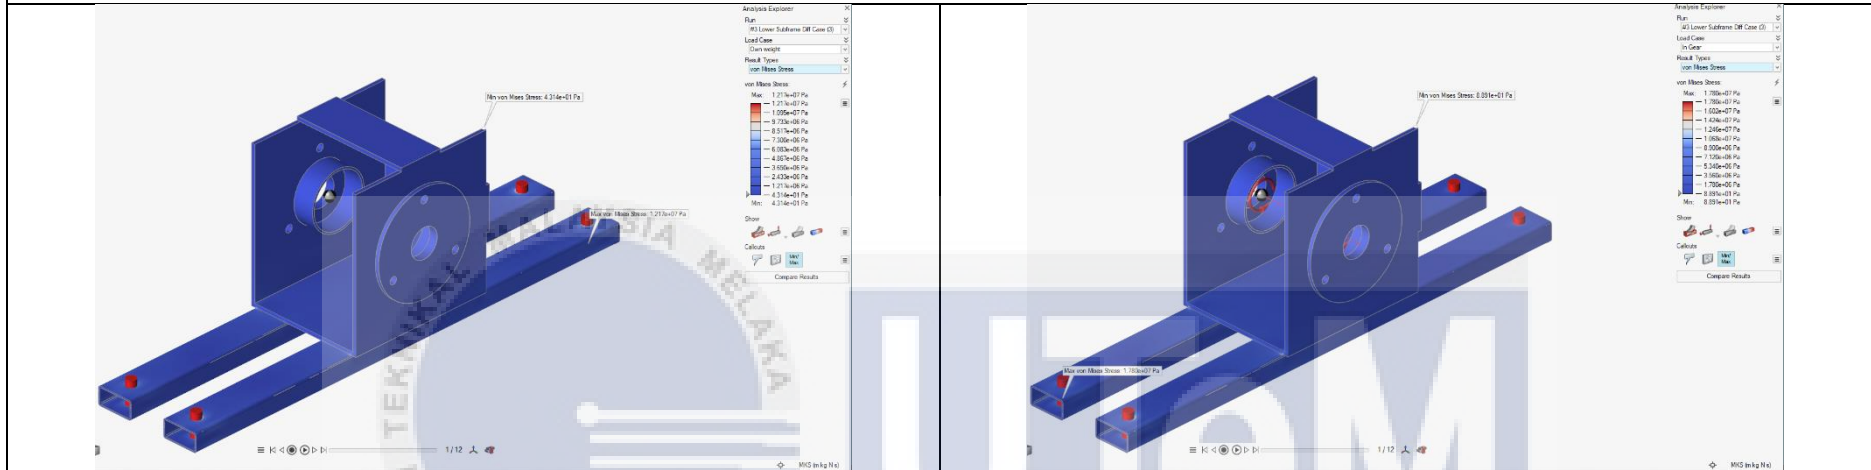 Analysis Explorer
Run
#3 Lower Subframe Diff Case (3)
Load Case
Own weight
Result Types
von Mises Stress
von Mises Stress:
Max: 1.217e+07 Pa
1.217e+07 Pa
1.095e+07 Pa
9.733e+06 Pa
8.517e+06 Pa
7.300e+06 Pa
6.083e+06 Pa
4.867e+06 Pa
3.650e+06 Pa
2.433e+06 Pa
1.217e+06 Pa
4.314e+01 Pa
Min: 4.314e+01 Pa
Show
Callouts
Min/
Max
Compare Results
Min von Mises Stress: 4.314e+01 Pa
Max von Mises Stress: 1.217e+07 Pa
1/12
MKS (m kg N s)
Analysis Explorer
Run
#3 Lower Subframe Diff Case (3)
Load Case
In Gear
Result Types
von Mises Stress
von Mises Stress:
Max: 1.780e+07 Pa
1.780e+07 Pa
1.602e+07 Pa
1.424e+07 Pa
1.246e+07 Pa
1.068e+07 Pa
8.900e+06 Pa
7.120e+06 Pa
5.340e+06 Pa
3.560e+06 Pa
1.780e+06 Pa
8.891e+01 Pa
Min: 8.891e+01 Pa
Show
Callouts
Min/
Max
Compare Results
Min von Mises Stress: 8.891e+01 Pa
Max von Mises Stress: 1.780e+07 Pa
1/12
MKS (m kg N s)
MALAYSIA MELAKA
UTeM